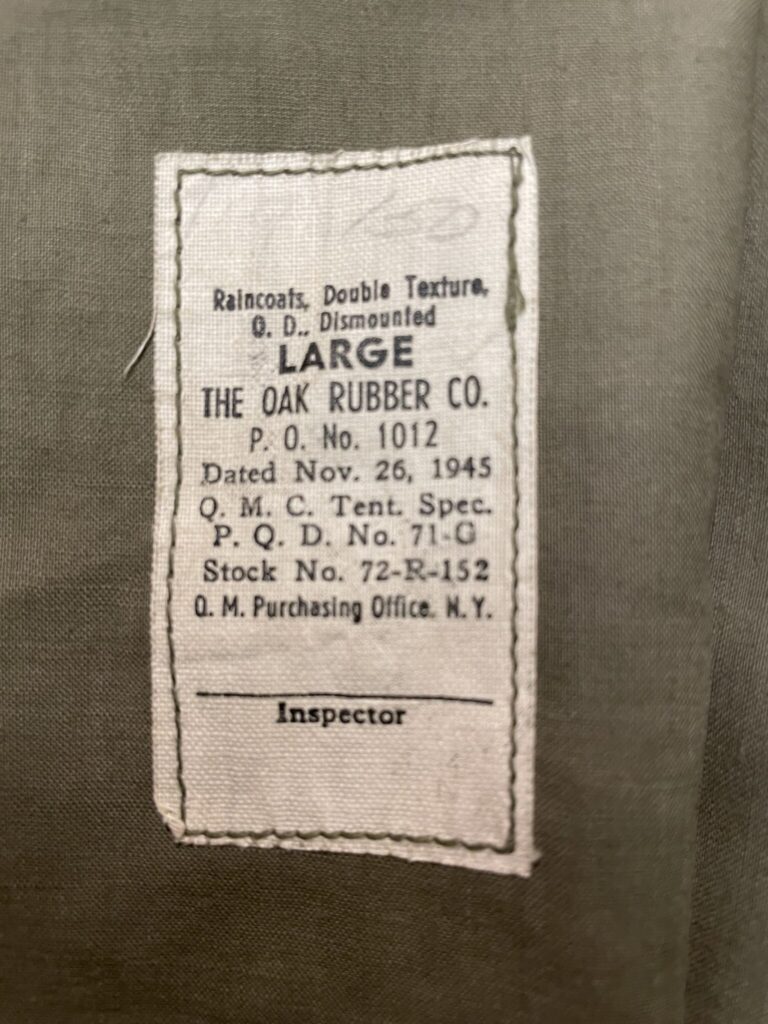 Raincoats, Double Texture,
O. D., Dismounted
LARGE
THE OAK RUBBER CO.
P. O. No. 1012
Dated Nov. 26, 1945
Q. M. C. Tent. Spec.
P. Q. D. No. 71-G
Stock No. 72-R-152
Q. M. Purchasing Office. N. Y.
Inspector